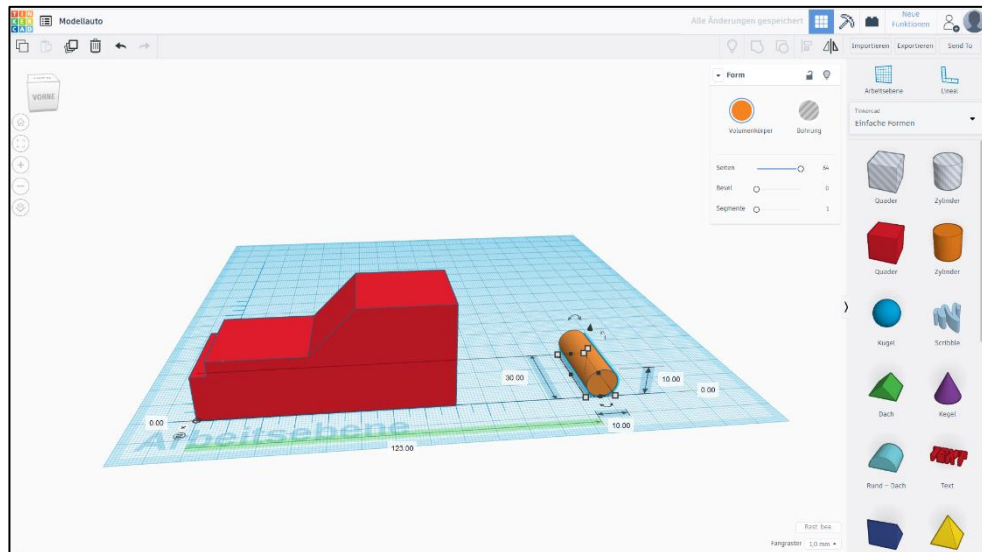 TIN
KER
CAD
Modellauto
Alle Änderungen gespeichert
Neue
Funktionen
Importieren
Exportieren
Send To
VORNE
Form
Volumenkörper
Bohrung
Seiten
64
Bevel
0
Segmente
1
Arbeitsebene
Lineal
Tinkercad
Einfache Formen
Quader
Zylinder
Quader
Zylinder
Kugel
Scribble
Dach
Kegel
Rund – Dach
TEXT
Text
30.00
10.00
0.00
10.00
0.00
123.00
Arbeitsebene
Fangraster
1,0 mm